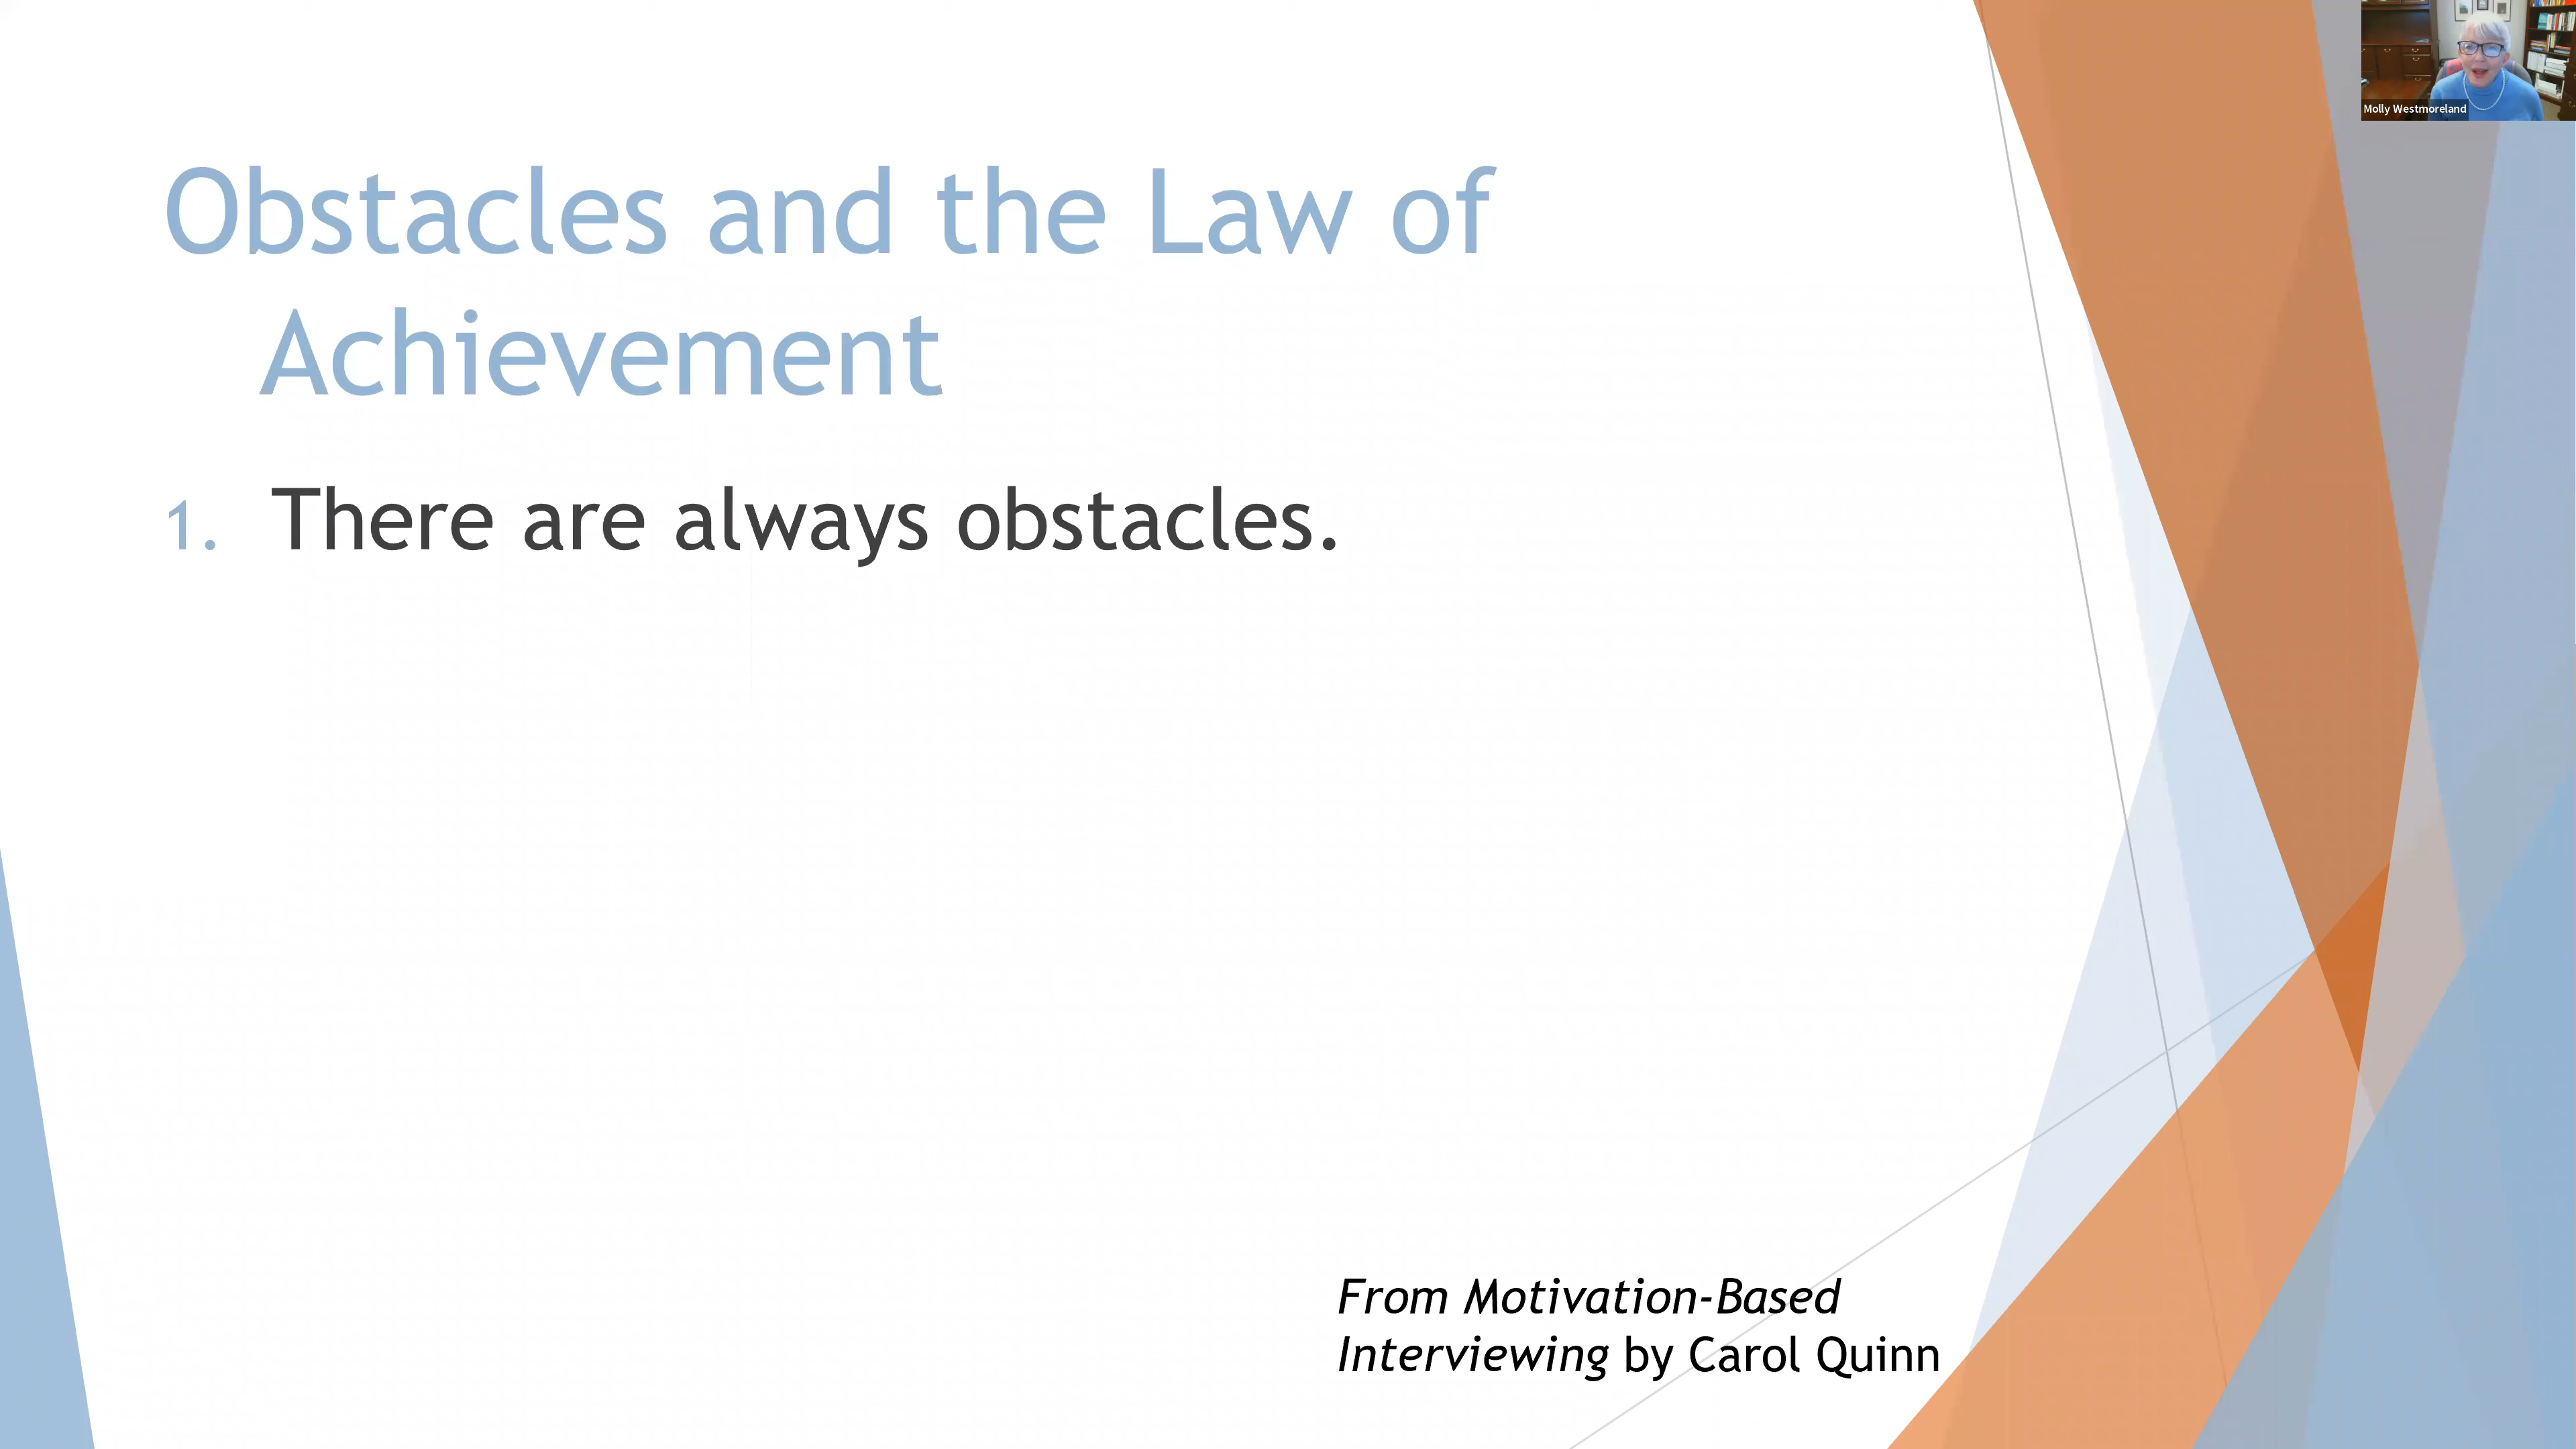 Molly Westmoreland
Obstacles and the Law of
Achievement
1. There are always obstacles.
From Motivation-Based
Interviewing by Carol Quinn